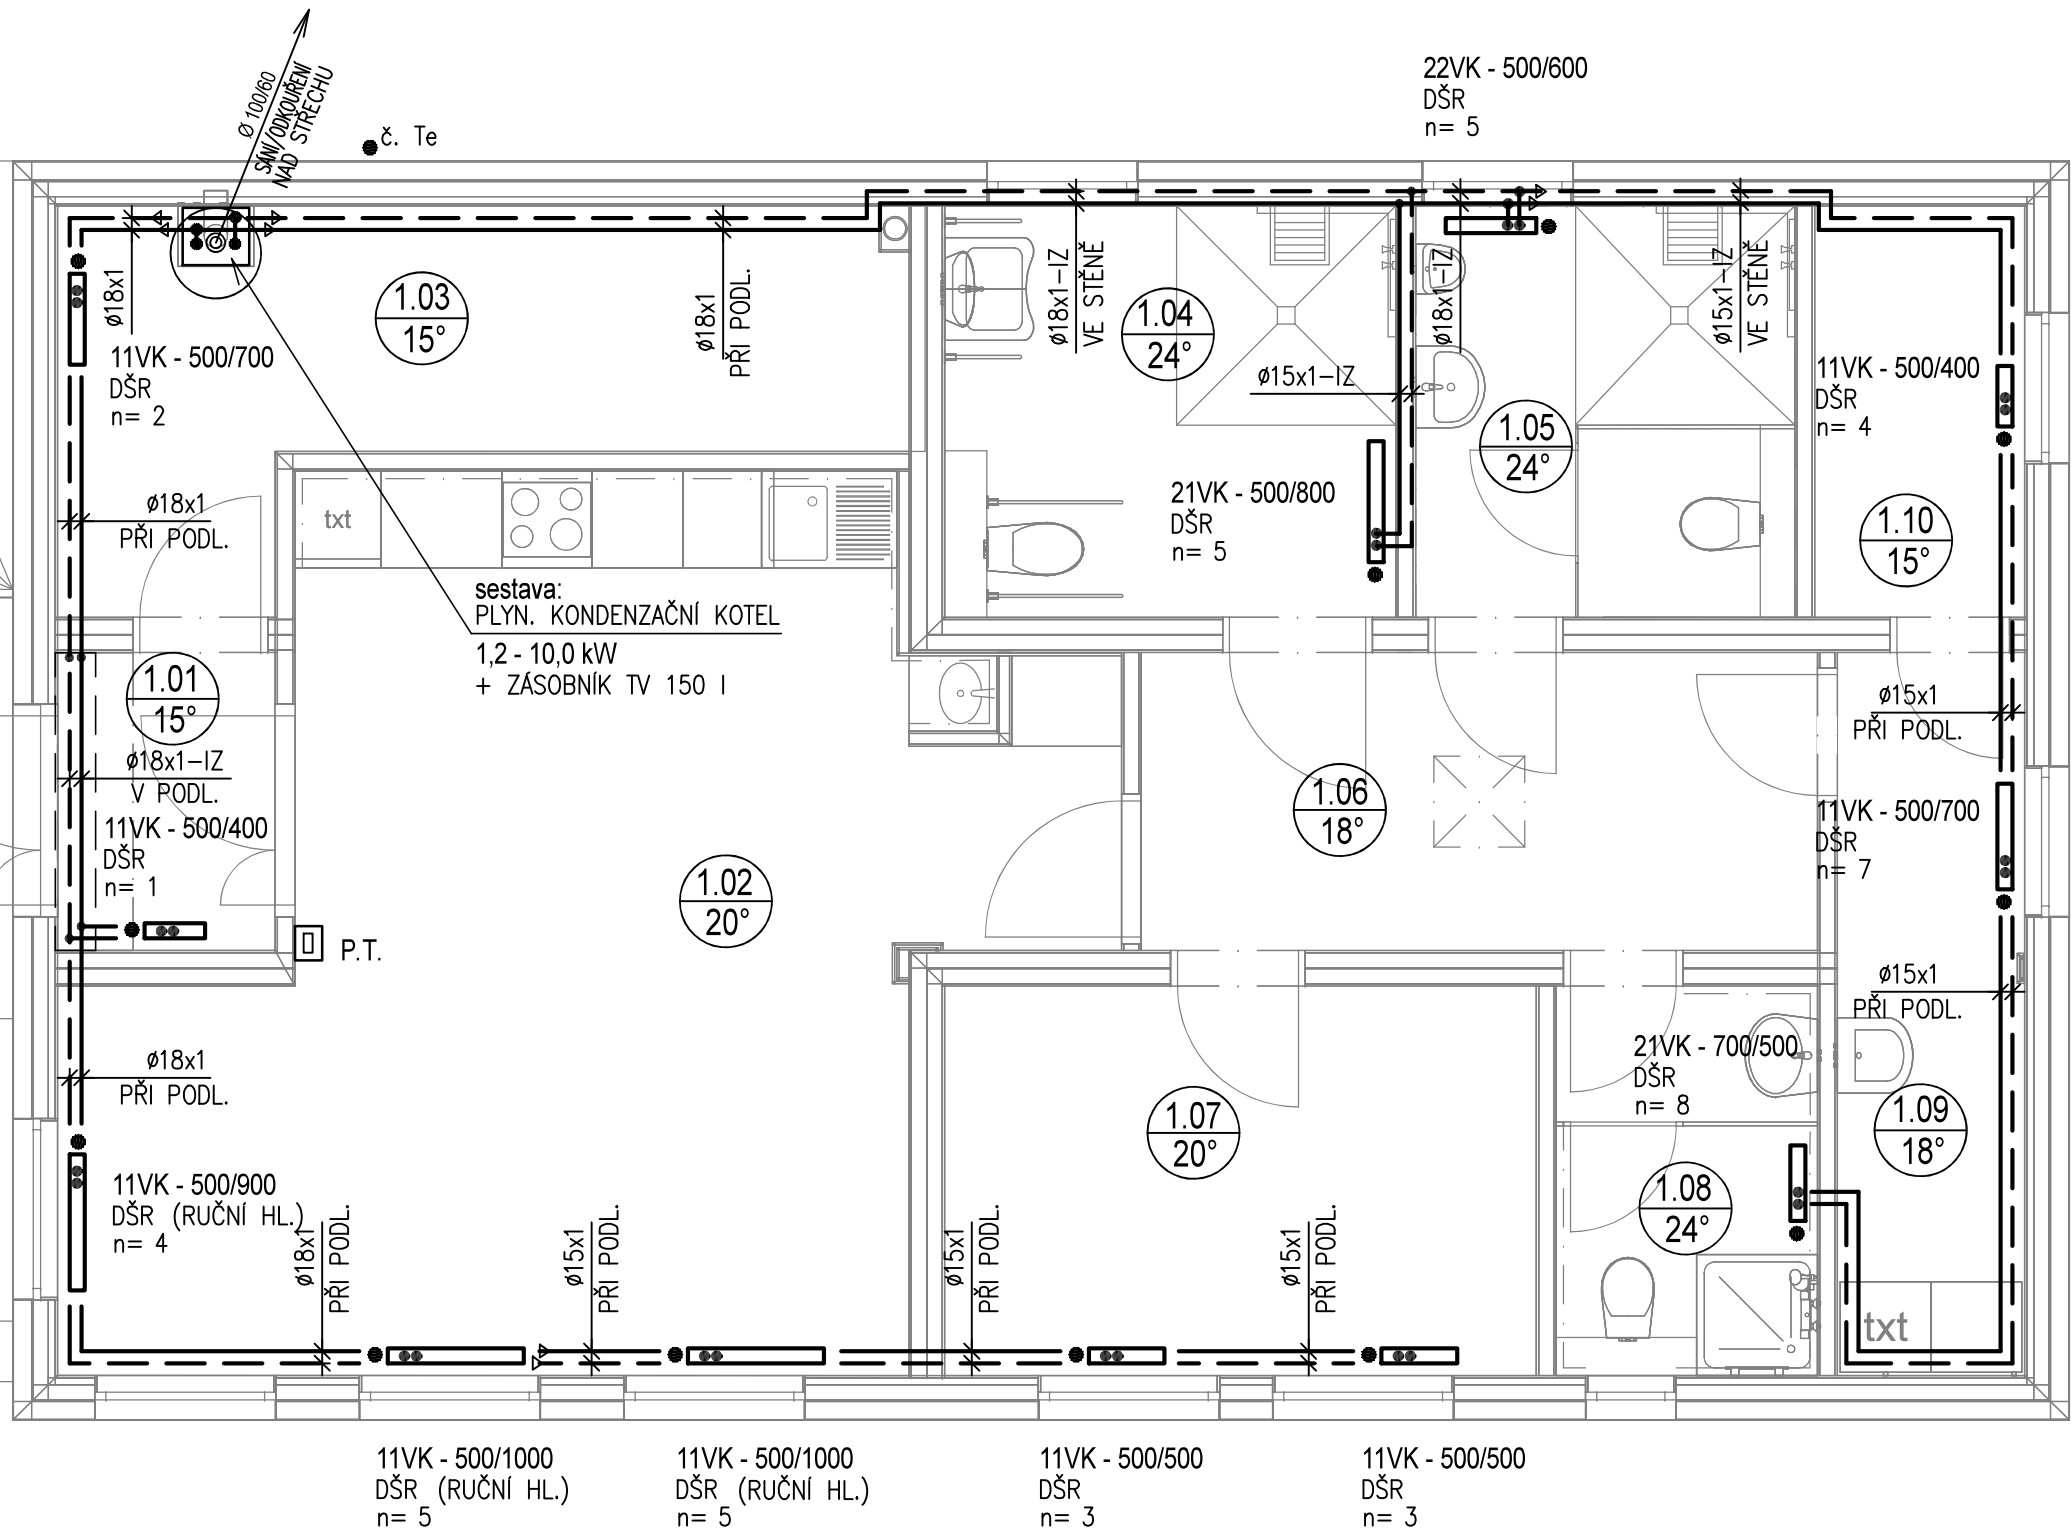 22VK - 500/600
DŠR
n= 5
Ø 100/60
SÁNÍ/ODKOUŘENÍ
NAD STŘECHU
č. Te
ø18x1
ø18x1
PŘI PODL.
1.03
15°
ø18x1-IZ
VE STĚNĚ
1.04
24°
ø18x1-IZ
ø15x1-IZ
VE STĚNĚ
11VK - 500/700
DŠR
n= 2
ø15x1-IZ
11VK - 500/400
DŠR
n= 4
1.05
24°
ø18x1
PŘI PODL.
txt
21VK - 500/800
DŠR
n= 5
1.10
15°
sestava:
PLYN. KONDENZAČNÍ KOTEL
1,2 - 10,0 kW
+ ZÁSOBNÍK TV 150 l
1.01
15°
ø18x1-IZ
V PODL.
ø15x1
PŘI PODL.
11VK - 500/400
DŠR
n= 1
1.06
18°
11VK - 500/700
DŠR
n= 7
1.02
20°
P.T.
ø15x1
PŘI PODL.
ø18x1
PŘI PODL.
21VK - 700/500
DŠR
n= 8
1.07
20°
1.09
18°
11VK - 500/900
DŠR (RUČNÍ HL.)
n= 4
1.08
24°
ø18x1
PŘI PODL.
ø15x1
PŘI PODL.
ø15x1
PŘI PODL.
ø15x1
PŘI PODL.
txt
11VK - 500/1000
DŠR (RUČNÍ HL.)
n= 5
11VK - 500/1000
DŠR (RUČNÍ HL.)
n= 5
11VK - 500/500
DŠR
n= 3
11VK - 500/500
DŠR
n= 3